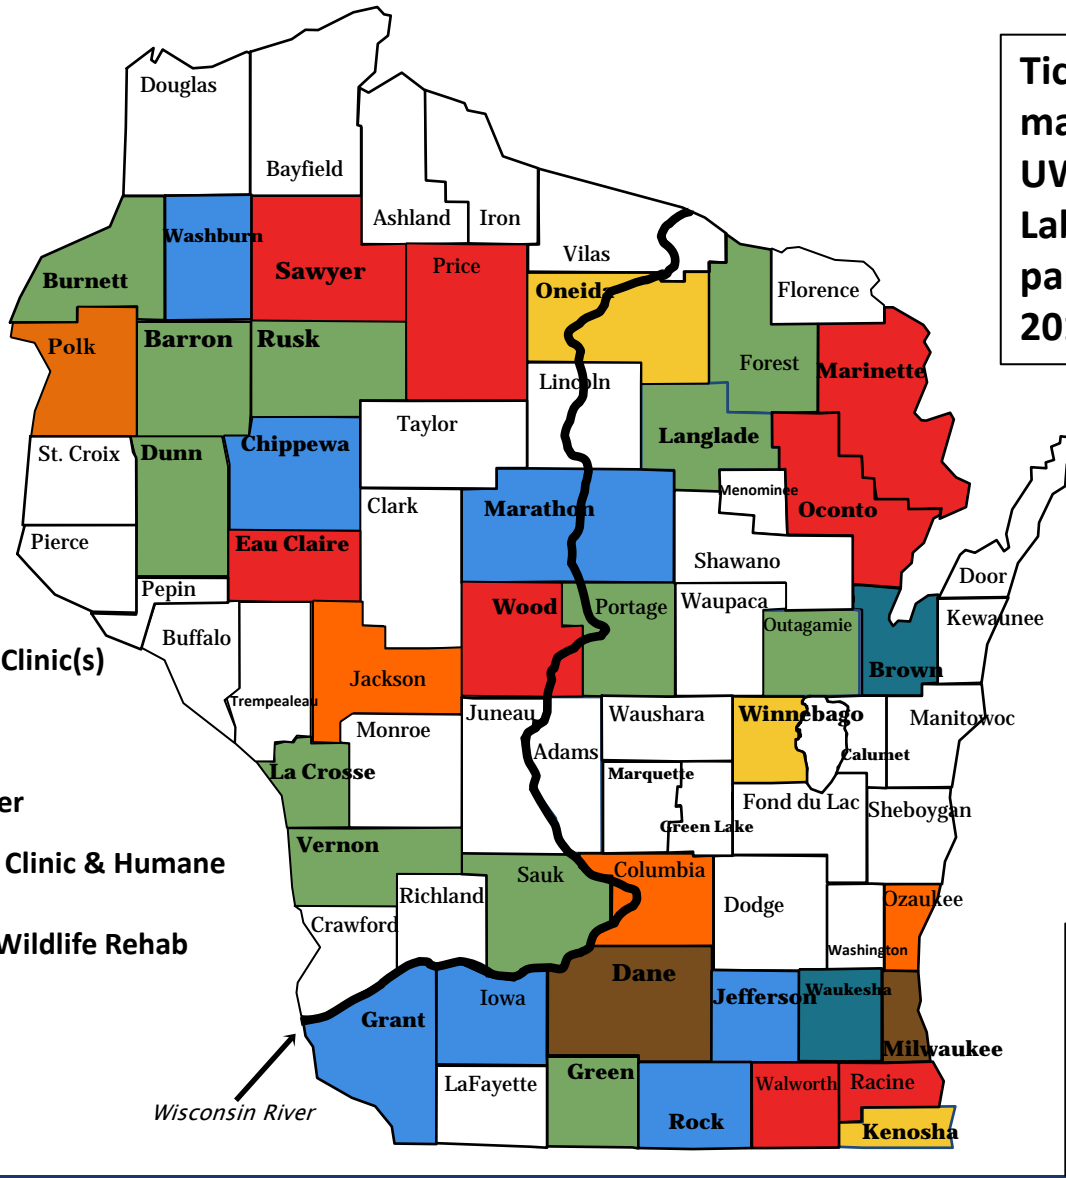 Douglas
Bayfield
Ashland
Iron
Vilas
Washburn
Sawyer
Price
Burnett
Oneida
Florence
Polk
Barron
Rusk
Forest
Marinette
Lincoln
Taylor
St. Croix
Dunn
Chippewa
Langlade
Menominee
Clark
Marathon
Oconto
Pierce
Eau Claire
Shawano
Door
Pepin
Wood
Portage
Waupaca
Outagamie
Kewaunee
Buffalo
Clinic(s)
Brown
Jackson
Trempealeau
Juneau
Waushara
Winnebago
Manitowoc
Monroe
Adams
Calumet
La Crosse
Marquette
Fond du Lac
Sheboygan
er
Green Lake
Vernon
Clinic & Humane
Sauk
Columbia
Richland
Dodge
Ozaukee
Crawford
Wildlife Rehab
Washington
Dane
Iowa
Jefferson
Waukesha
Grant
Milwaukee
LaFayette
Green
Walworth
Racine
Wisconsin River
Rock
Kenosha
Tic
ma
UW
Lab
par